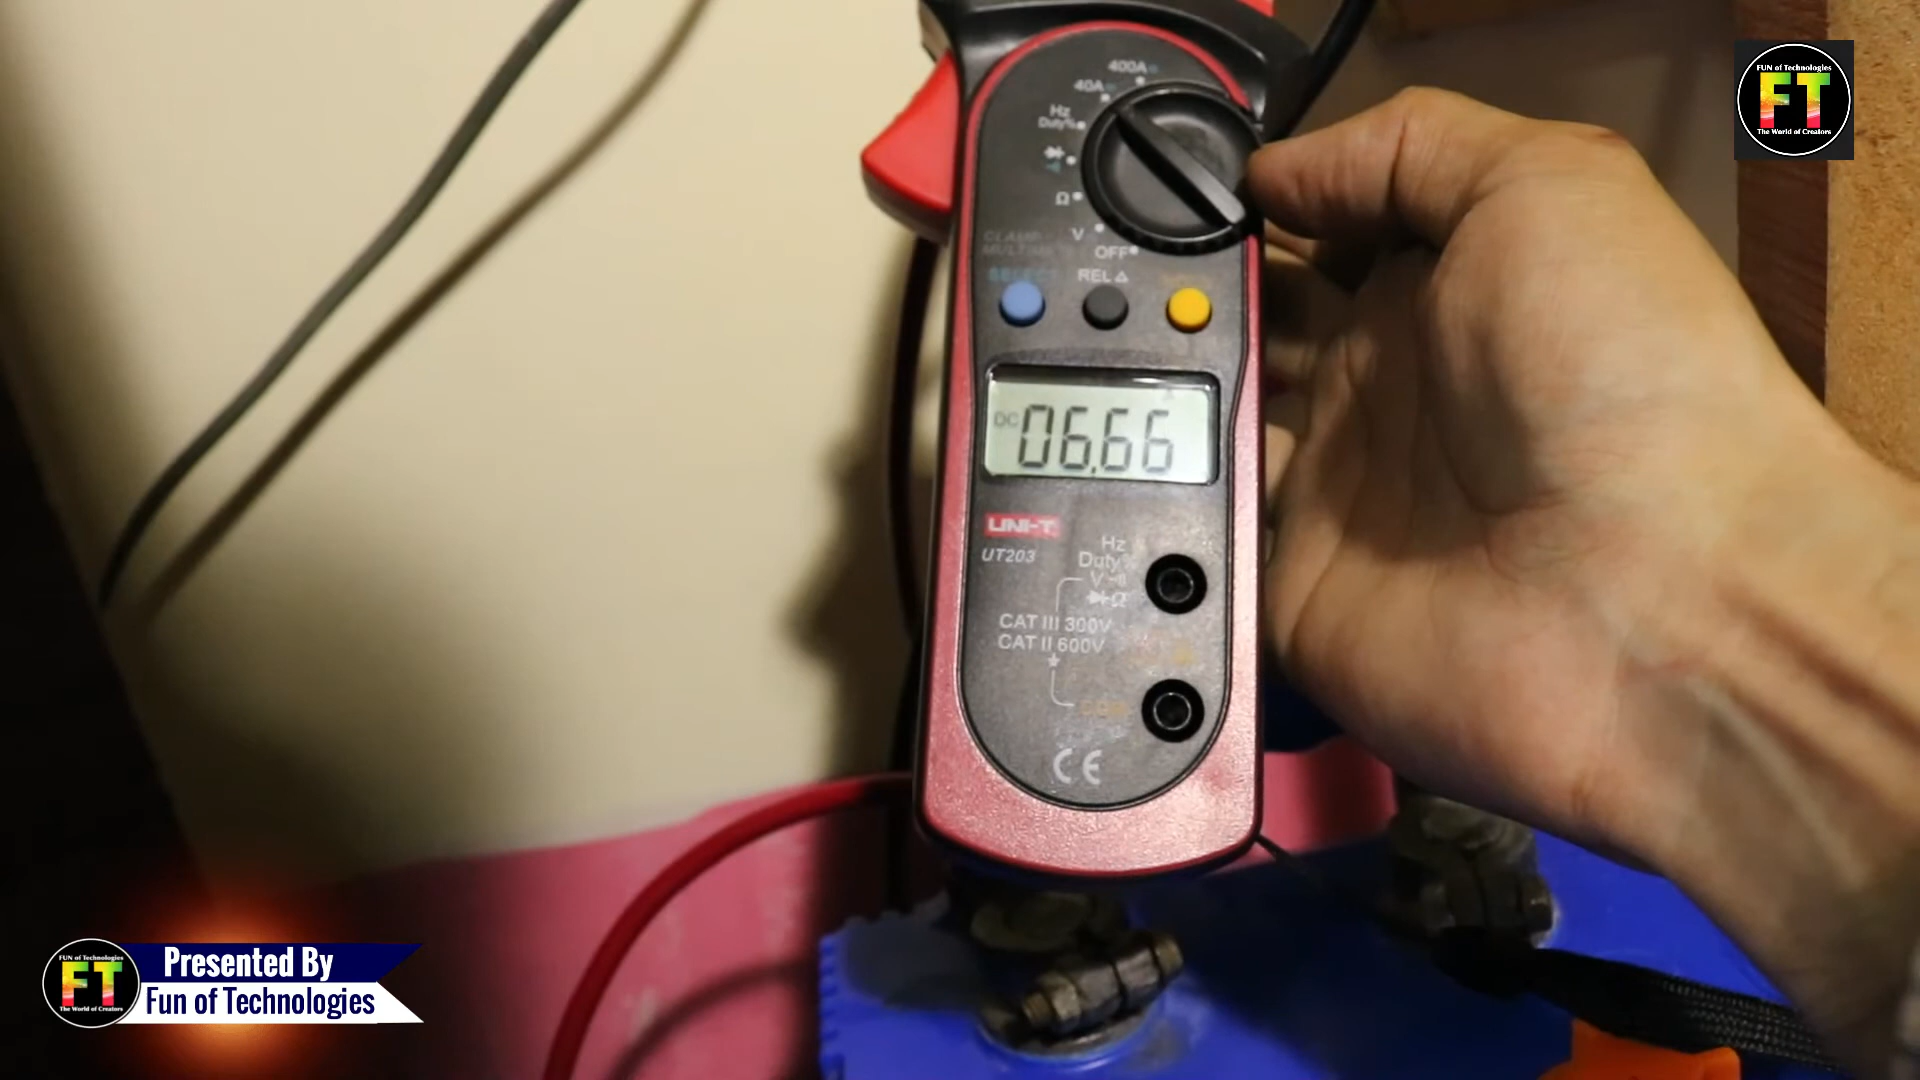 FUN of Technologies
FT
The World of Creators
400A
40A
Hz
Duty%
Ω
V
OFF
CLAMP
SELECT
REL △
DC 06.66
UNI-T
UT203
Hz
Duty%
V
Ω
CAT III 300V
CAT II 600V
CE
FUN of Technologies
FT
The World of Creators
Presented By
Fun of Technologies